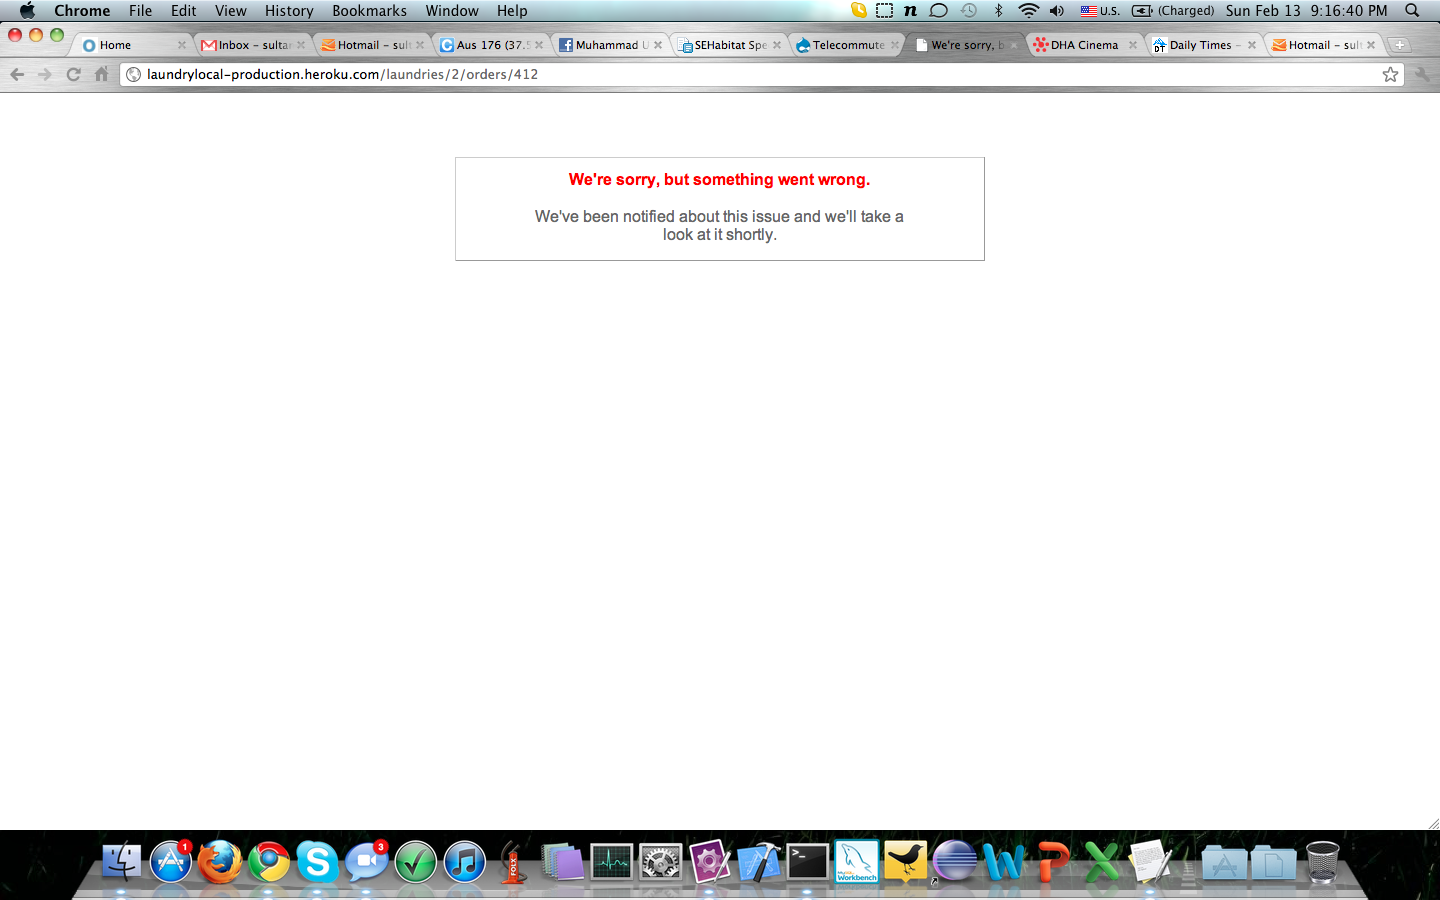 Chrome File Edit View History Bookmarks Window Help n U.S. (Charged) Sun Feb 13 9:16:40 PM
Home Inbox – sulta Hotmail – sult Aus 176 (37.5 Muhammad U SEHabitat Spe Telecommute We're sorry, b DHA Cinema DT Daily Times – Hotmail – sult
laundrylocal-production.heroku.com/laundries/2/orders/412
We're sorry, but something went wrong.
We've been notified about this issue and we'll take a
look at it shortly.
1 3 FOLX MySQL Workbench W P X